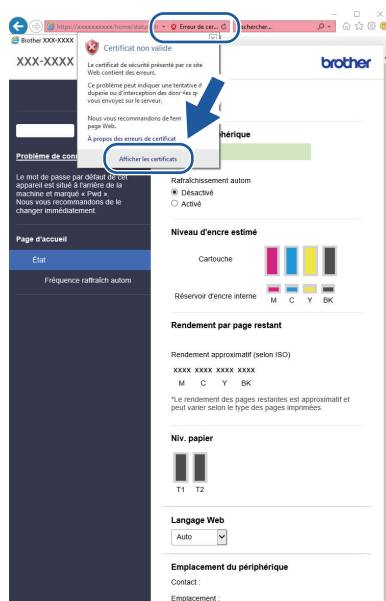 https://xxxxxxxxxx/home/status
Erreur de cer...
echercher...
Brother XXX-XXXX
XXX-XXXX
brother
Certificat non valide
Le certificat de sécurité présenté par ce site
Web contient des erreurs.
Ce problème peut indiquer une tentative d
duperie ou d'interception des données q
vous envoyez sur le serveur.
Nous vous recommandons de ferm
page Web.
À propos des erreurs de certificat
Afficher les certificats
Problème de con
Le mot de passe par défaut de cet
appareil est situé à l'arrière de la
machine et marqué « Pwd »
Nous vous recommandons de le
changer immédiatement.
Page d'accueil
État
Fréquence raffraîch autom
hérique
Rafraîchissement autom
Désactivé
Activé
Niveau d'encre estimé
Cartouche
Réservoir d'encre interne
M C Y BK
Rendement par page restant
Rendement approximatif (selon ISO)
xxxx xxxx xxxx xxxx
M C Y BK
*Le rendement des pages restantes est approximatif et
peut varier selon le type des pages imprimées.
Niv. papier
T1 T2
Langage Web
Auto
Emplacement du périphérique
Contact :
Emplacement :